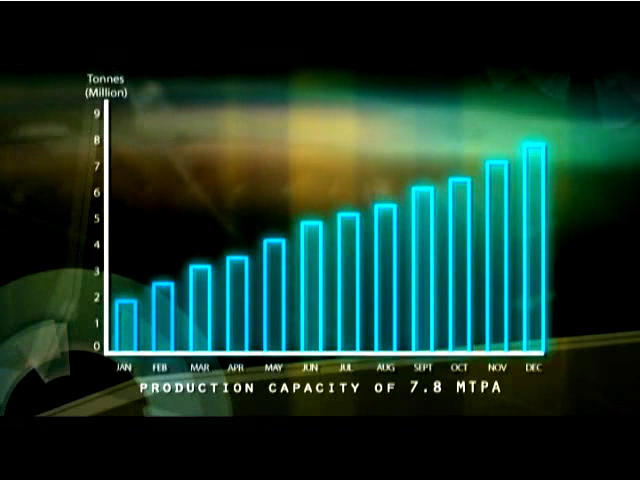 Tonnes
(Million)
9
8
7
6
5
4
3
2
1
0
JAN FEB MAR APR MAY JUN JUL AUG SEPT OCT NOV DEC
PRODUCTION CAPACITY OF 7.8 MTPA